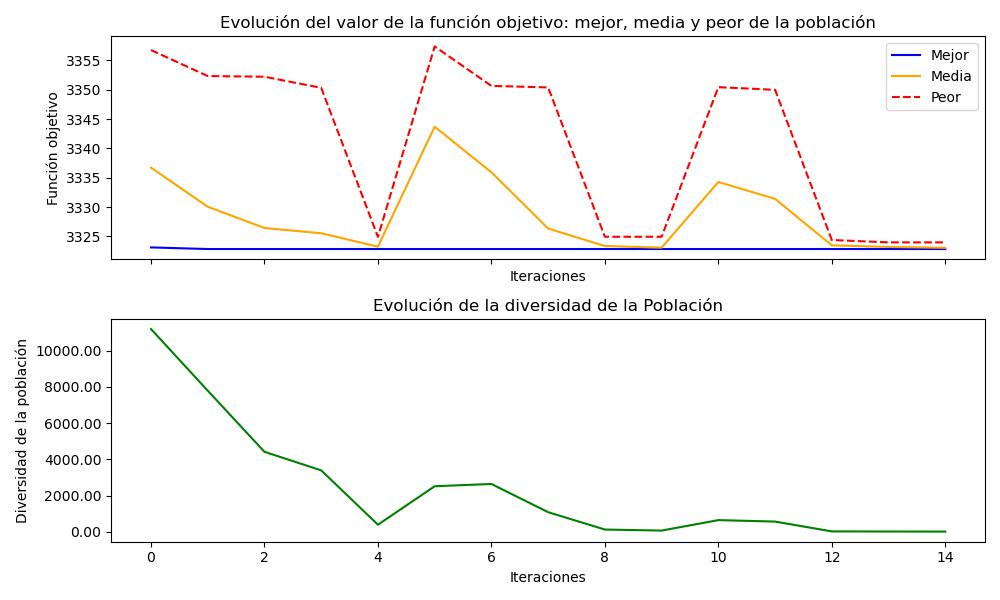 Evolución del valor de la función objetivo: mejor, media y peor de la población
Función objetivo
3355
3350
3345
3340
3335
3330
3325
Mejor
Media
Peor
Iteraciones
Evolución de la diversidad de la Población
Diversidad de la población
10000.00
8000.00
6000.00
4000.00
2000.00
0.00
0 2 4 6 8 10 12 14
Iteraciones